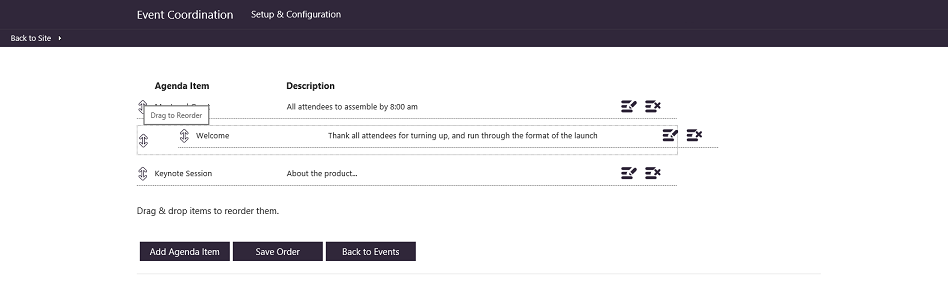 Event Coordination Setup & Configuration
Back to Site
Agenda Item Description
All attendees to assemble by 8:00 am
Drag to Reorder
Welcome Thank all attendees for turning up, and run through the format of the launch
Keynote Session About the product...
Drag & drop items to reorder them.
Add Agenda Item Save Order Back to Events